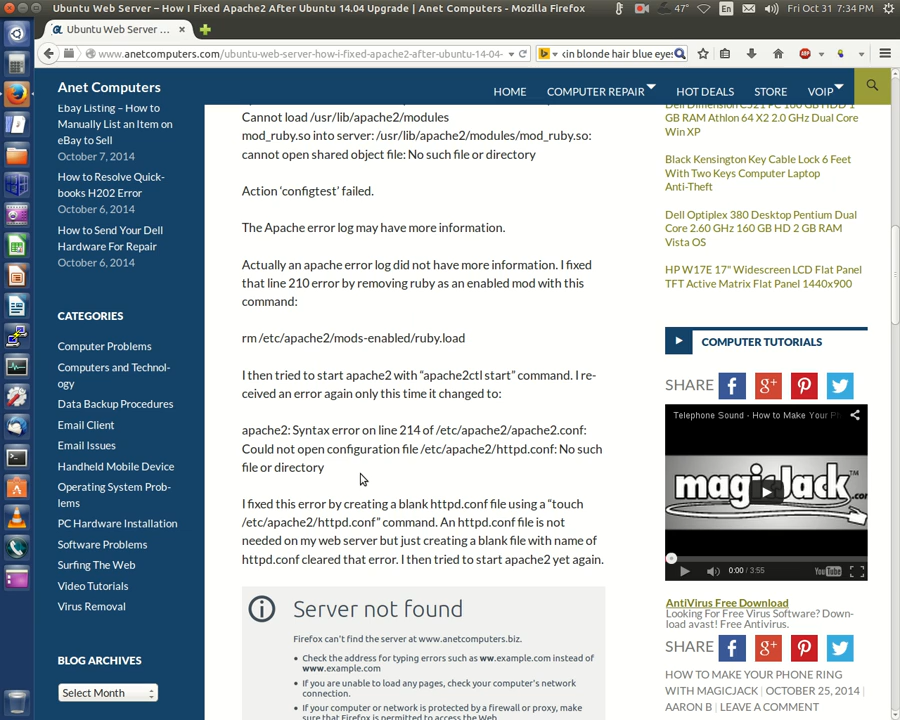 Ubuntu Web Server – How I Fixed Apache2 After Ubuntu 14.04 Upgrade | Anet Computers - Mozilla Firefox
47° En Fri Oct 31 7:34 PM
Ubuntu Web Server ...
www.anetcomputers.com/ubuntu-web-server-how-i-fixed-apache2-after-ubuntu-14-04-
kin blonde hair blue eyes
Anet Computers
HOME COMPUTER REPAIR HOT DEALS STORE VOIP
Ebay Listing – How to
Manually List an Item on
eBay to Sell
October 7, 2014
How to Resolve Quick-
books H202 Error
October 6, 2014
How to Send Your Dell
Hardware For Repair
October 6, 2014
CATEGORIES
Computer Problems
Computers and Technol-
ogy
Data Backup Procedures
Email Client
Email Issues
Handheld Mobile Device
Operating System Prob-
lems
PC Hardware Installation
Software Problems
Surfing The Web
Video Tutorials
Virus Removal
BLOG ARCHIVES
Select Month
Cannot load /usr/lib/apache2/modules
mod_ruby.so into server: /usr/lib/apache2/modules/mod_ruby.so:
cannot open shared object file: No such file or directory
Action ‘configtest’ failed.
The Apache error log may have more information.
Actually an apache error log did not have more information. I fixed
that line 210 error by removing ruby as an enabled mod with this
command:
rm /etc/apache2/mods-enabled/ruby.load
I then tried to start apache2 with “apache2ctl start” command. I re-
ceived an error again only this time it changed to:
apache2: Syntax error on line 214 of /etc/apache2/apache2.conf:
Could not open configuration file /etc/apache2/httpd.conf: No such
file or directory
I fixed this error by creating a blank httpd.conf file using a “touch
/etc/apache2/httpd.conf” command. An httpd.conf file is not
needed on my web server but just creating a blank file with name of
httpd.conf cleared that error. I then tried to start apache2 yet again.
Server not found
Firefox can’t find the server at www.anetcomputers.biz.
Check the address for typing errors such as ww.example.com instead of
www.example.com
If you are unable to load any pages, check your computer’s network
connection.
If your computer or network is protected by a firewall or proxy, make
sure that Firefox is permitted to access the Web.
Dell Dimension C521 PC 160 GB HDD 1
GB RAM Athlon 64 X2 2.0 GHz Dual Core
Win XP
Black Kensington Key Cable Lock 6 Feet
With Two Keys Computer Laptop
Anti-Theft
Dell Optiplex 380 Desktop Pentium Dual
Core 2.60 GHz 160 GB HD 2 GB RAM
Vista OS
HP W17E 17” Widescreen LCD Flat Panel
TFT Active Matrix Flat Panel 1440x900
COMPUTER TUTORIALS
SHARE
Telephone Sound - How to Make Your Ph
magicJack.com
0:00 / 3:55 YouTube
AntiVirus Free Download
Looking For Free Virus Software? Down-
load avast! Free Antivirus.
SHARE
HOW TO MAKE YOUR PHONE RING
WITH MAGICJACK | OCTOBER 25, 2014 |
AARON B | LEAVE A COMMENT